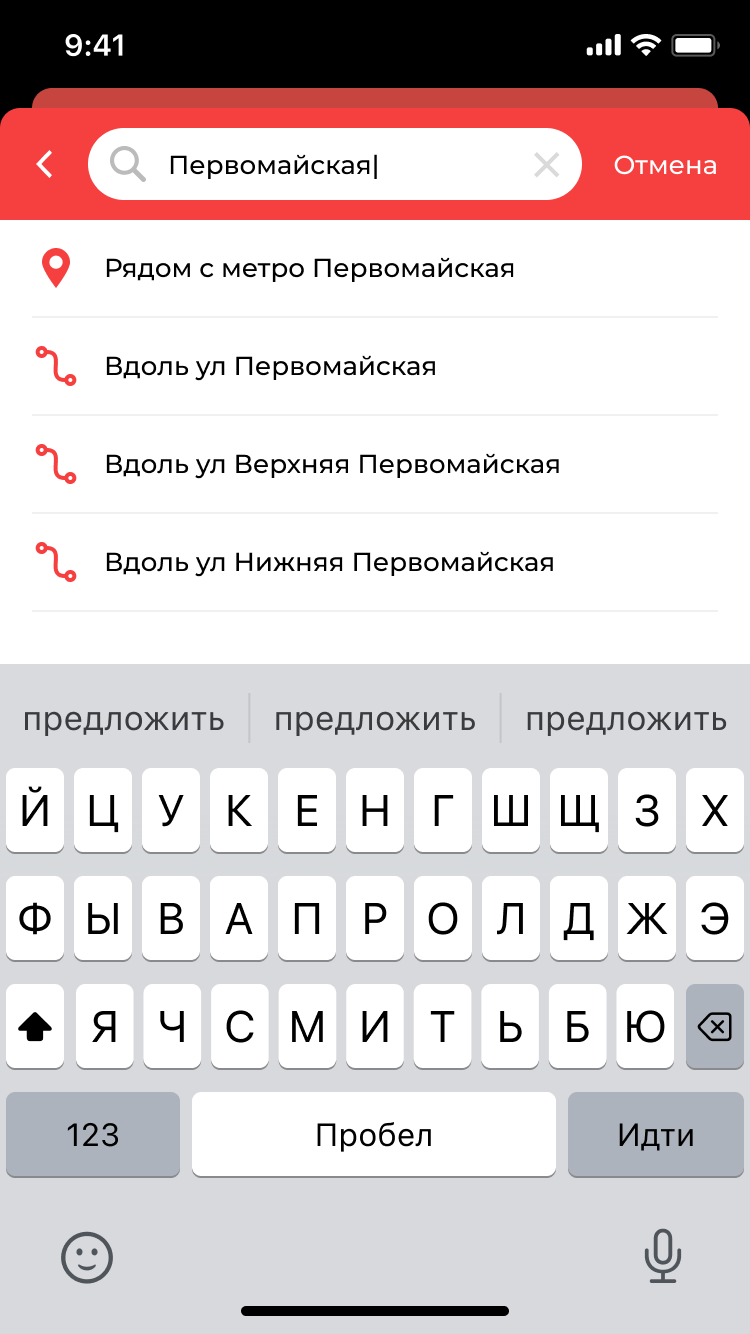 9:41
Первомайская
Отмена
Рядом с метро Первомайская
Вдоль ул Первомайская
Вдоль ул Верхняя Первомайская
Вдоль ул Нижняя Первомайская
предложить предложить предложить
Й Ц У К Е Н Г Ш Щ З Х
Ф Ы В А П Р О Л Д Ж Э
Я Ч С М И Т Ь Б Ю
123 Пробел Идти